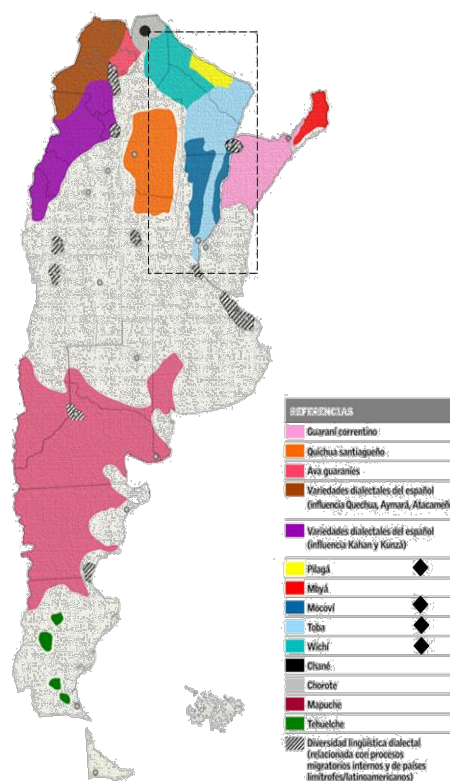 REFERENCIAS
Guaraní correntino
Quichua santiagueño
Ava guaraníes
Variedades dialectales del español
(influencia Quechua, Aymará, Atacameño
Variedades dialectales del español
(influencia Kahan y Kunza)
Pilagá
Mbyá
Mocoví
Toba
Wichí
Chané
Chorote
Mapuche
Tehuelche
Diversidad lingüística dialectal
(relacionada con procesos
migratorios internos y de países
limítrofes/latinoamericanos)